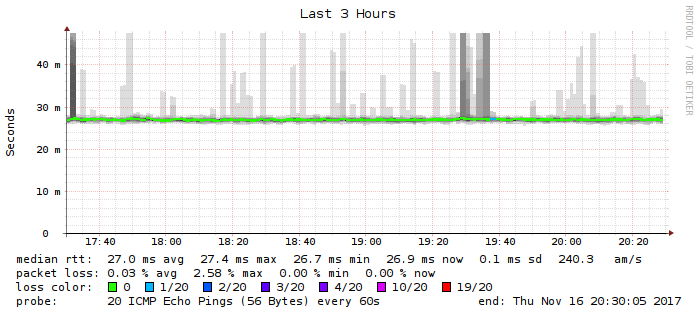 Last 3 Hours
RRDTOOL / TOBI OETIKER
Seconds
40 m
30 m
20 m
10 m
0
17:40 18:00 18:20 18:40 19:00 19:20 19:40 20:00 20:20
median rtt: 27.0 ms avg 27.4 ms max 26.7 ms min 26.9 ms now 0.1 ms sd 240.3 am/s
packet loss: 0.03 % avg 2.58 % max 0.00 % min 0.00 % now
loss color: 0 1/20 2/20 3/20 4/20 10/20 19/20
probe: 20 ICMP Echo Pings (56 Bytes) every 60s end: Thu Nov 16 20:30:05 2017